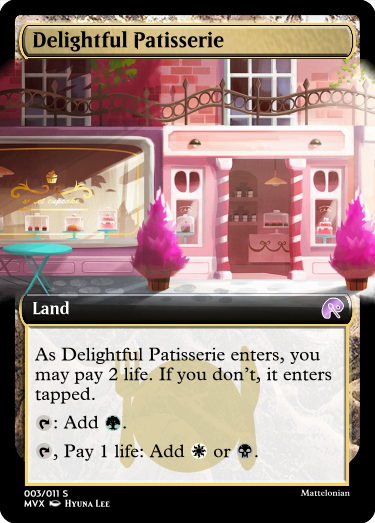 Delightful Patisserie
Land
As Delightful Patisserie enters, you
may pay 2 life. If you don't, it enters
tapped.
: Add .
, Pay 1 life: Add or .
003/011 S
MVX Hyuna Lee
Mattelonian